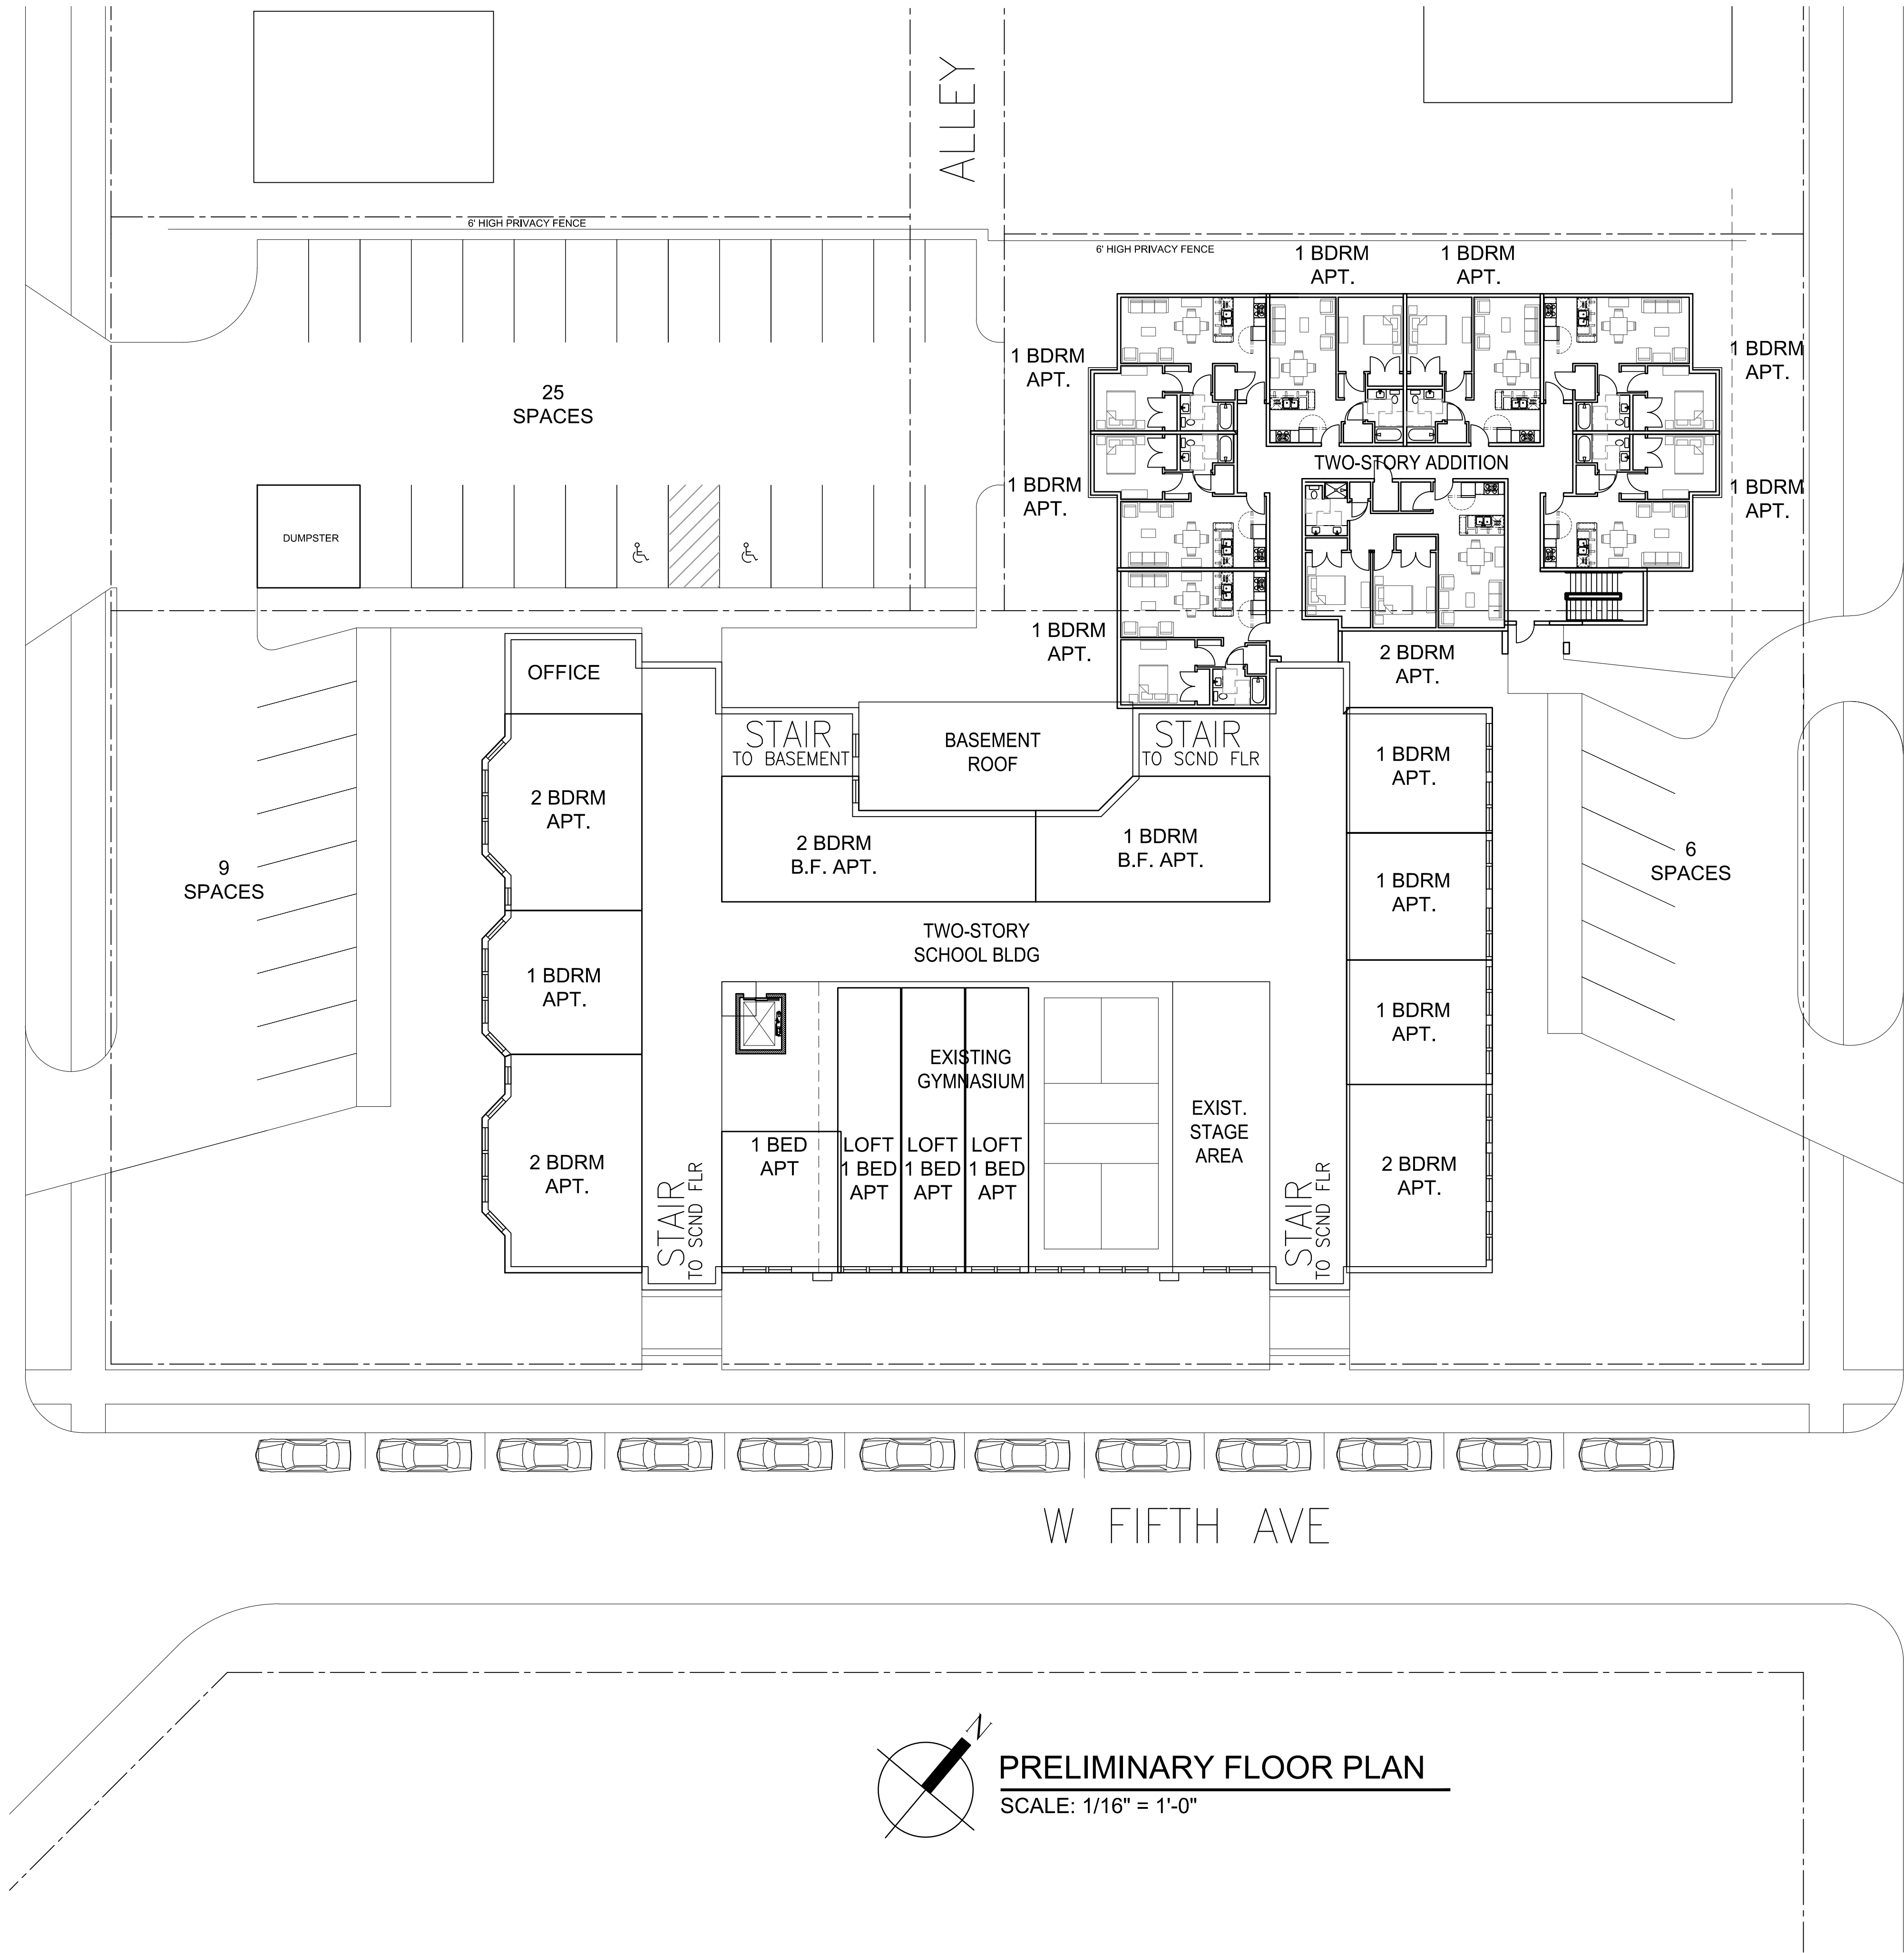 ALLEY
6' HIGH PRIVACY FENCE
6' HIGH PRIVACY FENCE
1 BDRM
APT.
1 BDRM
APT.
1 BDRM
APT.
1 BDRM
APT.
25
SPACES
TWO-STORY ADDITION
1 BDRM
APT.
1 BDRM
APT.
DUMPSTER
1 BDRM
APT.
2 BDRM
APT.
OFFICE
STAIR
TO BASEMENT
BASEMENT
ROOF
STAIR
TO SCND FLR
1 BDRM
APT.
2 BDRM
APT.
2 BDRM
B.F. APT.
1 BDRM
B.F. APT.
9
SPACES
6
SPACES
1 BDRM
APT.
TWO-STORY
SCHOOL BLDG
1 BDRM
APT.
1 BDRM
APT.
EXISTING
GYMNASIUM
EXIST.
STAGE
AREA
2 BDRM
APT.
STAIR
TO SCND FLR
1 BED
APT
LOFT
1 BED
APT
LOFT
1 BED
APT
LOFT
1 BED
APT
STAIR
TO SCND FLR
2 BDRM
APT.
W FIFTH AVE
N
PRELIMINARY FLOOR PLAN
SCALE: 1/16" = 1'-0"